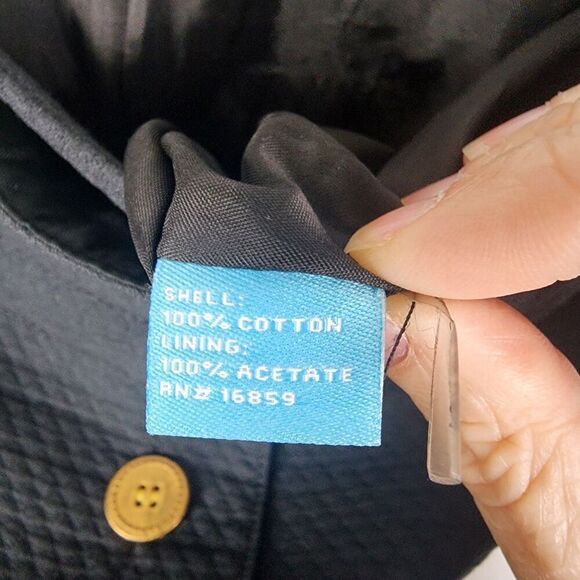 SHELL:
100% COTTON
LINING:
100% ACETATE
RN# 16859